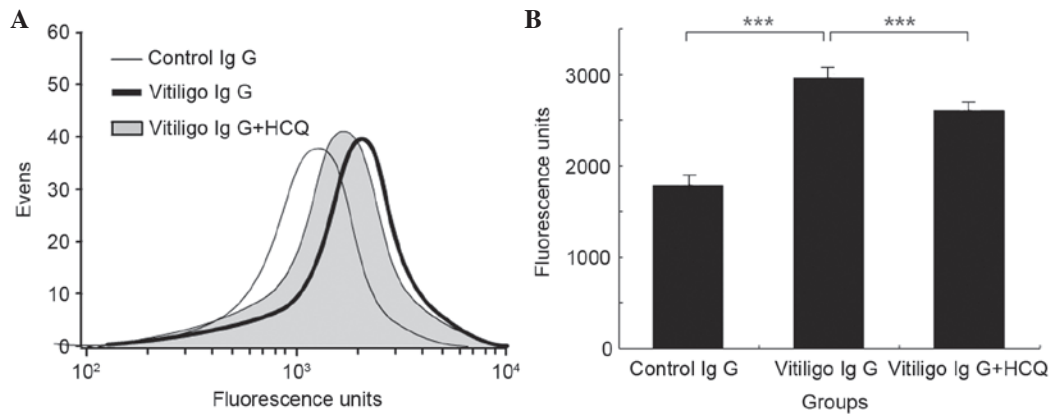 A
60
50
40
30
20
10
0
Evens
Control Ig G
Vitiligo Ig G
Vitiligo Ig G+HCQ
10²
10³
10⁴
Fluorescence units
B
***
***
3000
2000
1000
0
Fluorescence units
Control Ig G
Vitiligo Ig G
Vitiligo Ig G+HCQ
Groups